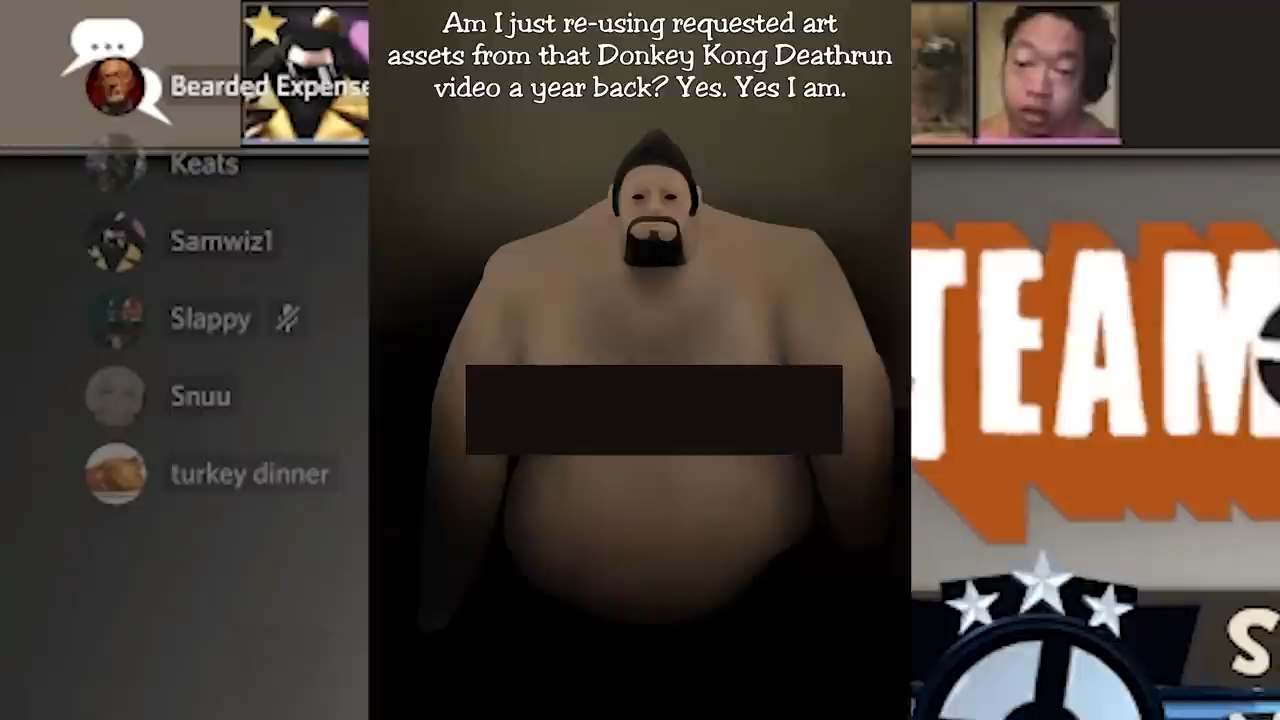 Am I just re-using requested art
assets from that Donkey Kong Deathrun
video a year back? Yes. Yes I am.
Bearded Expense
Keats
Samwiz1
Slappy
Snuu
turkey dinner
TEAM
S